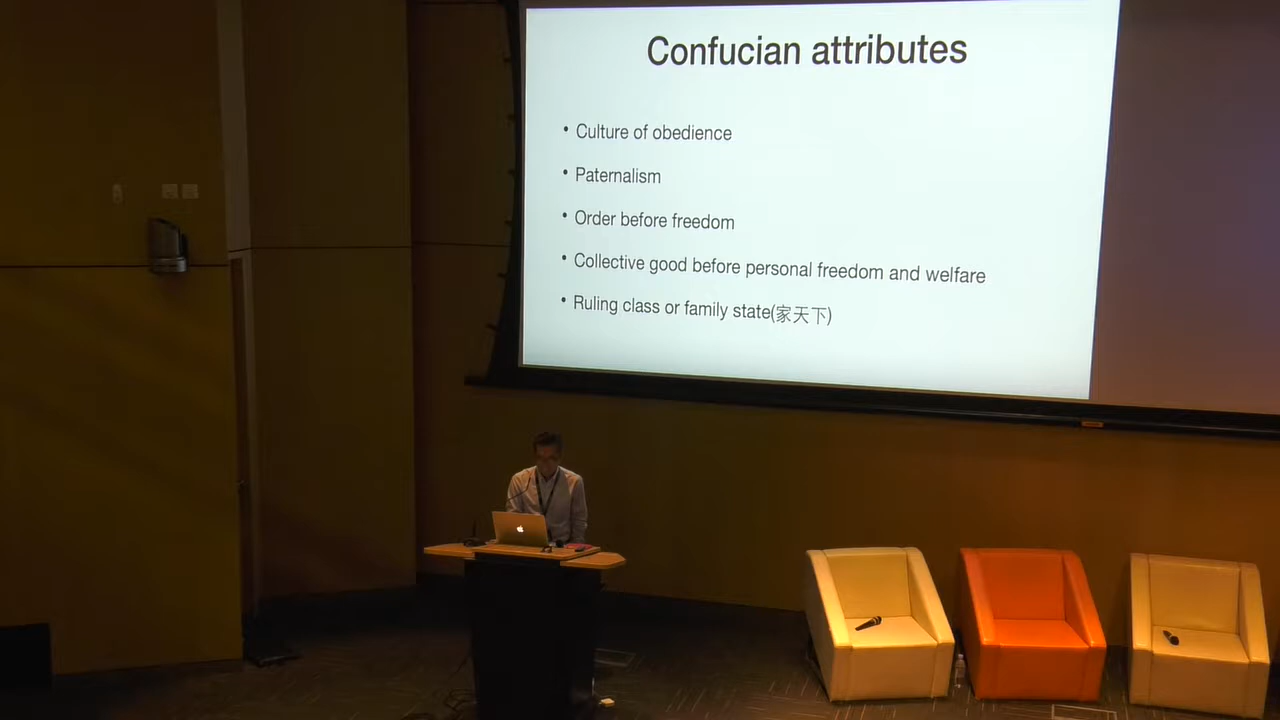 Confucian attributes
• Culture of obedience
• Paternalism
• Order before freedom
• Collective good before personal freedom and welfare
• Ruling class or family state(家天下)